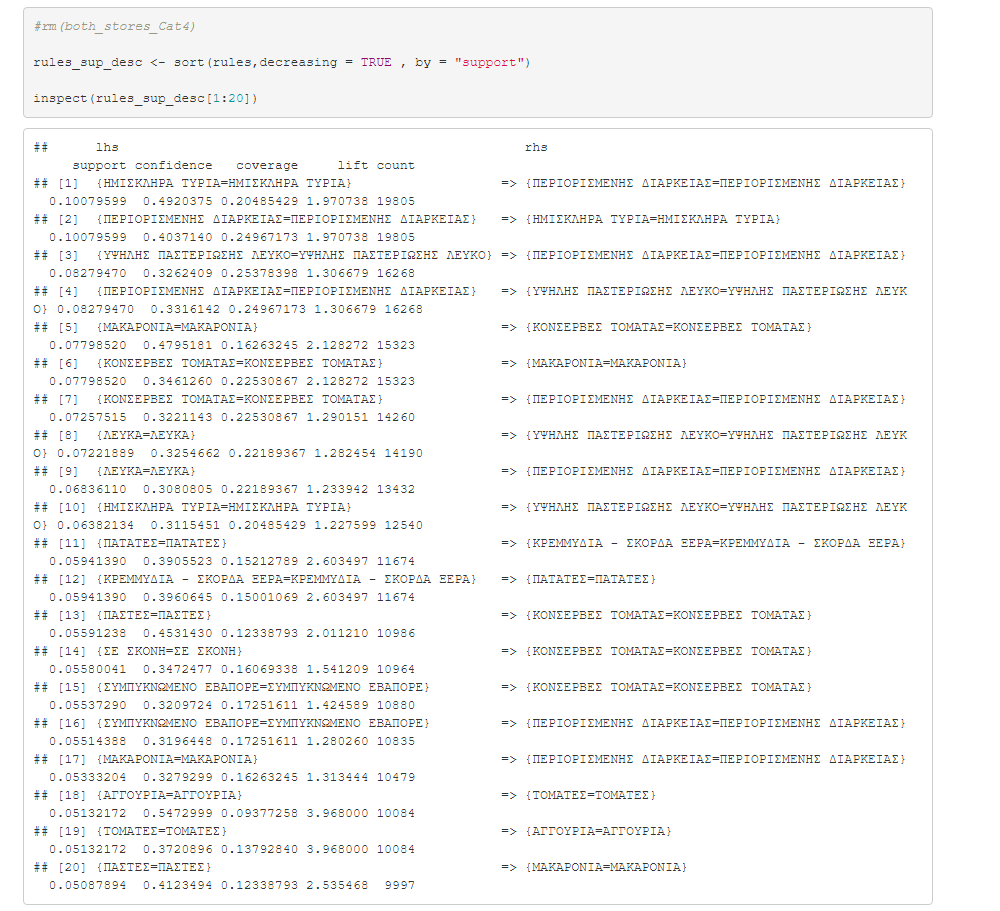 #rm(both_stores_Cat4)
rules_sup_desc <- sort(rules,decreasing = TRUE , by = "support")
inspect(rules_sup_desc[1:20])
## lhs rhs
support confidence coverage lift count
## [1] {ΗΜΙΣΚΛΗΡΑ ΤΥΡΙΑ=ΗΜΙΣΚΛΗΡΑ ΤΥΡΙΑ} => {ΠΕΡΙΟΡΙΣΜΕΝΗΣ ΔΙΑΡΚΕΙΑΣ=ΠΕΡΙΟΡΙΣΜΕΝΗΣ ΔΙΑΡΚΕΙΑΣ}
0.10079599 0.4920375 0.20485429 1.970738 19805
## [2] {ΠΕΡΙΟΡΙΣΜΕΝΗΣ ΔΙΑΡΚΕΙΑΣ=ΠΕΡΙΟΡΙΣΜΕΝΗΣ ΔΙΑΡΚΕΙΑΣ} => {ΗΜΙΣΚΛΗΡΑ ΤΥΡΙΑ=ΗΜΙΣΚΛΗΡΑ ΤΥΡΙΑ}
0.10079599 0.4037140 0.24967173 1.970738 19805
## [3] {ΥΨΗΛΗΣ ΠΑΣΤΕΡΙΩΣΗΣ ΛΕΥΚΟ=ΥΨΗΛΗΣ ΠΑΣΤΕΡΙΩΣΗΣ ΛΕΥΚΟ} => {ΠΕΡΙΟΡΙΣΜΕΝΗΣ ΔΙΑΡΚΕΙΑΣ=ΠΕΡΙΟΡΙΣΜΕΝΗΣ ΔΙΑΡΚΕΙΑΣ}
0.08279470 0.3262409 0.25378398 1.306679 16268
## [4] {ΠΕΡΙΟΡΙΣΜΕΝΗΣ ΔΙΑΡΚΕΙΑΣ=ΠΕΡΙΟΡΙΣΜΕΝΗΣ ΔΙΑΡΚΕΙΑΣ} => {ΥΨΗΛΗΣ ΠΑΣΤΕΡΙΩΣΗΣ ΛΕΥΚΟ=ΥΨΗΛΗΣ ΠΑΣΤΕΡΙΩΣΗΣ ΛΕΥΚ
Ο} 0.08279470 0.3316142 0.24967173 1.306679 16268
## [5] {ΜΑΚΑΡΟΝΙΑ=ΜΑΚΑΡΟΝΙΑ} => {ΚΟΝΣΕΡΒΕΣ ΤΟΜΑΤΑΣ=ΚΟΝΣΕΡΒΕΣ ΤΟΜΑΤΑΣ}
0.07798520 0.4795181 0.16263245 2.128272 15323
## [6] {ΚΟΝΣΕΡΒΕΣ ΤΟΜΑΤΑΣ=ΚΟΝΣΕΡΒΕΣ ΤΟΜΑΤΑΣ} => {ΜΑΚΑΡΟΝΙΑ=ΜΑΚΑΡΟΝΙΑ}
0.07798520 0.3461260 0.22530867 2.128272 15323
## [7] {ΚΟΝΣΕΡΒΕΣ ΤΟΜΑΤΑΣ=ΚΟΝΣΕΡΒΕΣ ΤΟΜΑΤΑΣ} => {ΠΕΡΙΟΡΙΣΜΕΝΗΣ ΔΙΑΡΚΕΙΑΣ=ΠΕΡΙΟΡΙΣΜΕΝΗΣ ΔΙΑΡΚΕΙΑΣ}
0.07257515 0.3221143 0.22530867 1.290151 14260
## [8] {ΛΕΥΚΑ=ΛΕΥΚΑ} => {ΥΨΗΛΗΣ ΠΑΣΤΕΡΙΩΣΗΣ ΛΕΥΚΟ=ΥΨΗΛΗΣ ΠΑΣΤΕΡΙΩΣΗΣ ΛΕΥΚ
Ο} 0.07221889 0.3254662 0.22189367 1.282454 14190
## [9] {ΛΕΥΚΑ=ΛΕΥΚΑ} => {ΠΕΡΙΟΡΙΣΜΕΝΗΣ ΔΙΑΡΚΕΙΑΣ=ΠΕΡΙΟΡΙΣΜΕΝΗΣ ΔΙΑΡΚΕΙΑΣ}
0.06836110 0.3080805 0.22189367 1.233942 13432
## [10] {ΗΜΙΣΚΛΗΡΑ ΤΥΡΙΑ=ΗΜΙΣΚΛΗΡΑ ΤΥΡΙΑ} => {ΥΨΗΛΗΣ ΠΑΣΤΕΡΙΩΣΗΣ ΛΕΥΚΟ=ΥΨΗΛΗΣ ΠΑΣΤΕΡΙΩΣΗΣ ΛΕΥΚ
Ο} 0.06382134 0.3115451 0.20485429 1.227599 12540
## [11] {ΠΑΤΑΤΕΣ=ΠΑΤΑΤΕΣ} => {ΚΡΕΜΜΥΔΙΑ - ΣΚΟΡΔΑ ΞΕΡΑ=ΚΡΕΜΜΥΔΙΑ - ΣΚΟΡΔΑ ΞΕΡΑ}
0.05941390 0.3905523 0.15212789 2.603497 11674
## [12] {ΚΡΕΜΜΥΔΙΑ - ΣΚΟΡΔΑ ΞΕΡΑ=ΚΡΕΜΜΥΔΙΑ - ΣΚΟΡΔΑ ΞΕΡΑ} => {ΠΑΤΑΤΕΣ=ΠΑΤΑΤΕΣ}
0.05941390 0.3960645 0.15001069 2.603497 11674
## [13] {ΠΑΣΤΕΣ=ΠΑΣΤΕΣ} => {ΚΟΝΣΕΡΒΕΣ ΤΟΜΑΤΑΣ=ΚΟΝΣΕΡΒΕΣ ΤΟΜΑΤΑΣ}
0.05591238 0.4531430 0.12338793 2.011210 10986
## [14] {ΣΕ ΣΚΟΝΗ=ΣΕ ΣΚΟΝΗ} => {ΚΟΝΣΕΡΒΕΣ ΤΟΜΑΤΑΣ=ΚΟΝΣΕΡΒΕΣ ΤΟΜΑΤΑΣ}
0.05580041 0.3472477 0.16069338 1.541209 10964
## [15] {ΣΥΜΠΥΚΝΩΜΕΝΟ ΕΒΑΠΟΡΕ=ΣΥΜΠΥΚΝΩΜΕΝΟ ΕΒΑΠΟΡΕ} => {ΚΟΝΣΕΡΒΕΣ ΤΟΜΑΤΑΣ=ΚΟΝΣΕΡΒΕΣ ΤΟΜΑΤΑΣ}
0.05537290 0.3209724 0.17251611 1.424589 10880
## [16] {ΣΥΜΠΥΚΝΩΜΕΝΟ ΕΒΑΠΟΡΕ=ΣΥΜΠΥΚΝΩΜΕΝΟ ΕΒΑΠΟΡΕ} => {ΠΕΡΙΟΡΙΣΜΕΝΗΣ ΔΙΑΡΚΕΙΑΣ=ΠΕΡΙΟΡΙΣΜΕΝΗΣ ΔΙΑΡΚΕΙΑΣ}
0.05514388 0.3196448 0.17251611 1.280260 10835
## [17] {ΜΑΚΑΡΟΝΙΑ=ΜΑΚΑΡΟΝΙΑ} => {ΠΕΡΙΟΡΙΣΜΕΝΗΣ ΔΙΑΡΚΕΙΑΣ=ΠΕΡΙΟΡΙΣΜΕΝΗΣ ΔΙΑΡΚΕΙΑΣ}
0.05333204 0.3279299 0.16263245 1.313444 10479
## [18] {ΑΓΓΟΥΡΙΑ=ΑΓΓΟΥΡΙΑ} => {ΤΟΜΑΤΕΣ=ΤΟΜΑΤΕΣ}
0.05132172 0.5472999 0.09377258 3.968000 10084
## [19] {ΤΟΜΑΤΕΣ=ΤΟΜΑΤΕΣ} => {ΑΓΓΟΥΡΙΑ=ΑΓΓΟΥΡΙΑ}
0.05132172 0.3720896 0.13792840 3.968000 10084
## [20] {ΠΑΣΤΕΣ=ΠΑΣΤΕΣ} => {ΜΑΚΑΡΟΝΙΑ=ΜΑΚΑΡΟΝΙΑ}
0.05087894 0.4123494 0.12338793 2.535468 9997